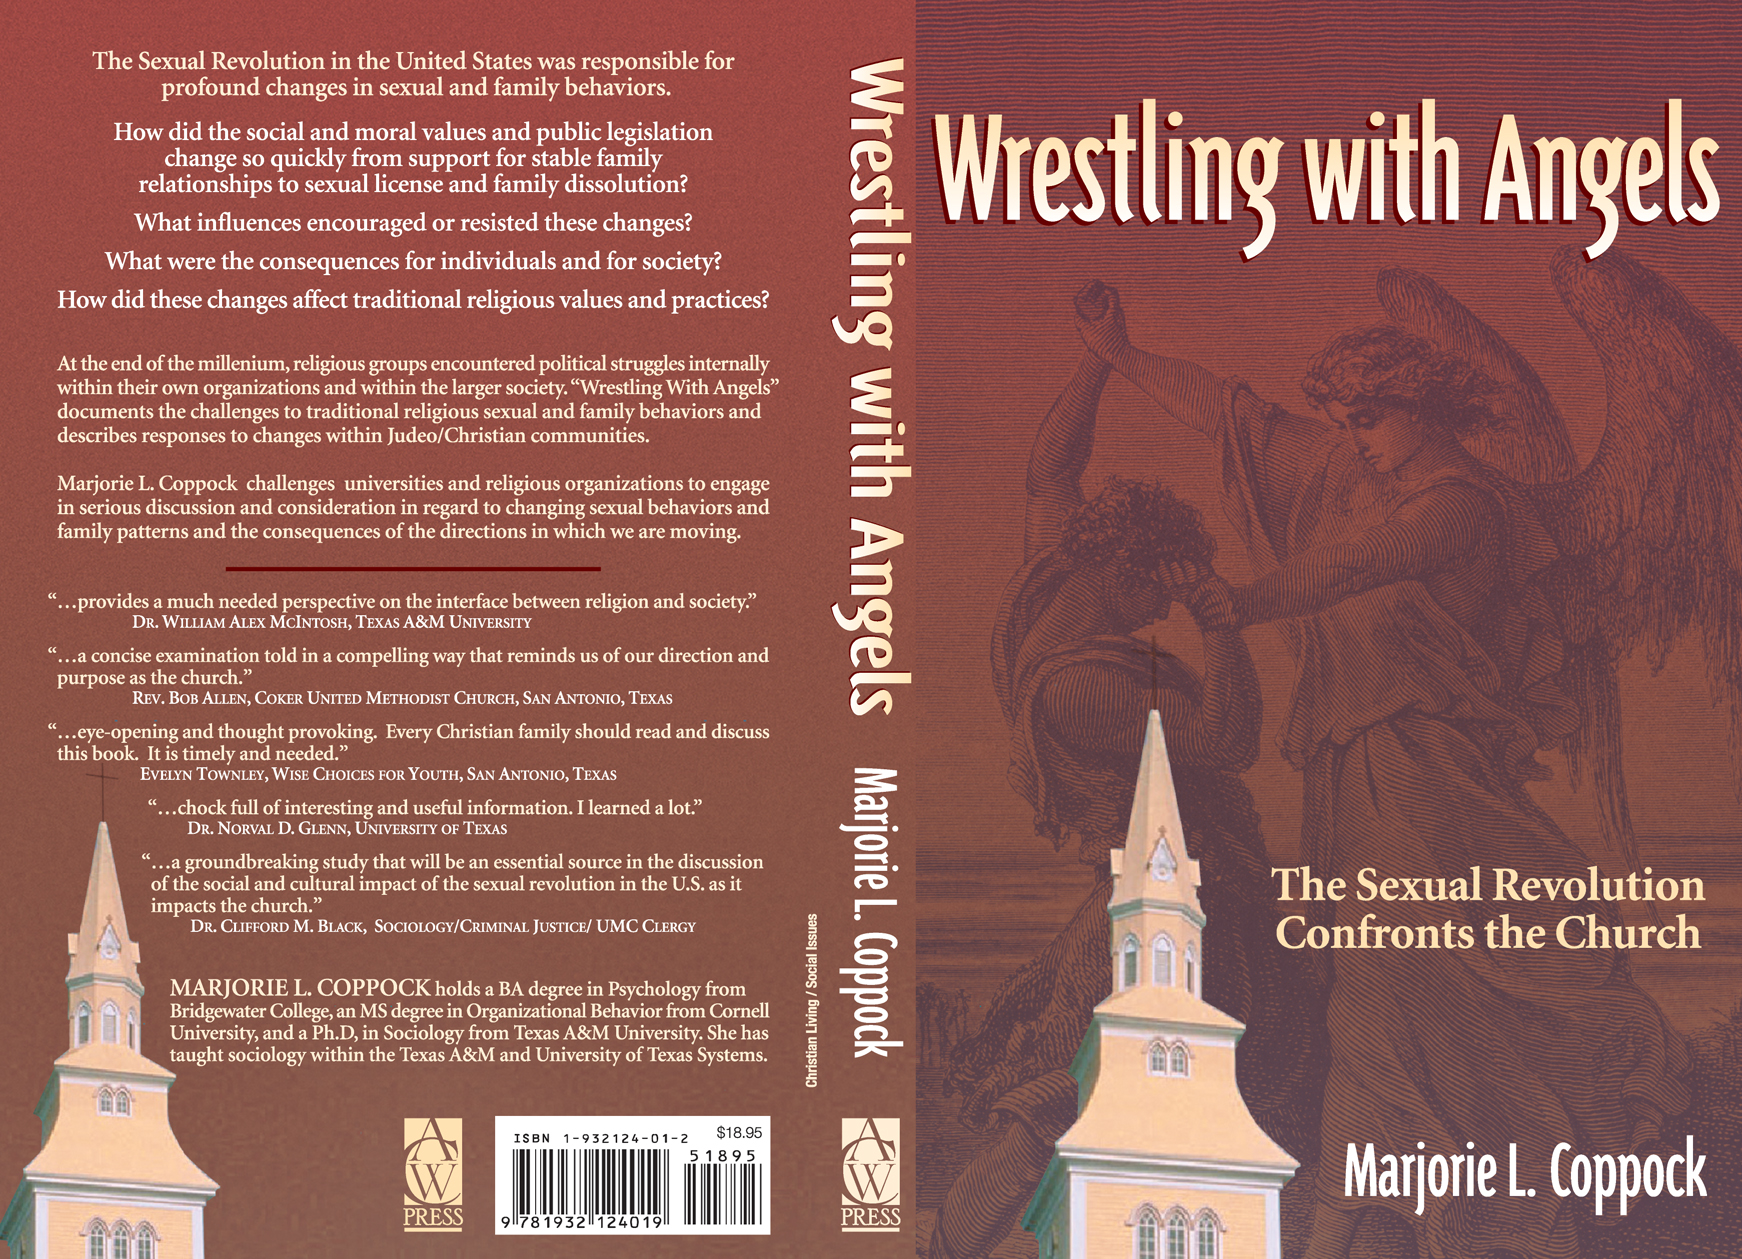 The Sexual Revolution in the United States was responsible for
profound changes in sexual and family behaviors.
How did the social and moral values and public legislation
change so quickly from support for stable family
relationships to sexual license and family dissolution?
What influences encouraged or resisted these changes?
What were the consequences for individuals and for society?
How did these changes affect traditional religious values and practices?
At the end of the millenium, religious groups encountered political struggles internally
within their own organizations and within the larger society. “Wrestling With Angels”
documents the challenges to traditional religious sexual and family behaviors and
describes responses to changes within Judeo/Christian communities.
Marjorie L. Coppock challenges universities and religious organizations to engage
in serious discussion and consideration in regard to changing sexual behaviors and
family patterns and the consequences of the directions in which we are moving.
“…provides a much needed perspective on the interface between religion and society.”
Dr. William Alex McIntosh, Texas A&M University
“…a concise examination told in a compelling way that reminds us of our direction and
purpose as the church.”
Rev. Bob Allen, Coker United Methodist Church, San Antonio, Texas
“…eye-opening and thought provoking. Every Christian family should read and discuss
this book. It is timely and needed.”
Evelyn Townley, Wise Choices for Youth, San Antonio, Texas
“…chock full of interesting and useful information. I learned a lot.”
Dr. Norval D. Glenn, University of Texas
“…a groundbreaking study that will be an essential source in the discussion
of the social and cultural impact of the sexual revolution in the U.S. as it
impacts the church.”
Dr. Clifford M. Black, Sociology/Criminal Justice/ UMC Clergy
MARJORIE L. COPPOCK holds a BA degree in Psychology from
Bridgewater College, an MS degree in Organizational Behavior from Cornell
University, and a Ph.D, in Sociology from Texas A&M University. She has
taught sociology within the Texas A&M and University of Texas Systems.
AW
PRESS
ISBN 1-932124-01-2 $18.95
51895
9 781932 124019
Christian Living / Social Issues
Wrestling with Angels
Marjorie L. Coppock
AW
PRESS
Wrestling with Angels
The Sexual Revolution
Confronts the Church
Marjorie L. Coppock